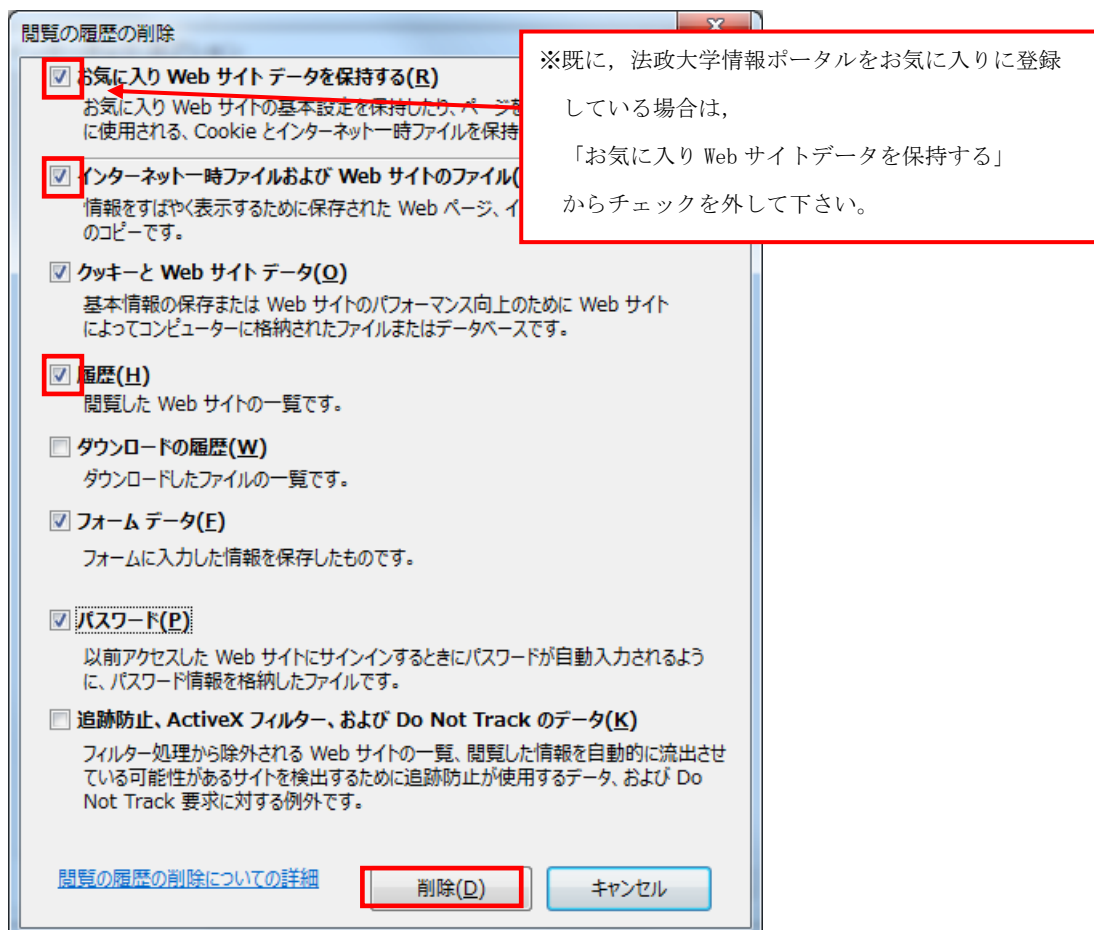 閲覧の履歴の削除
※既に，法政大学情報ポータルをお気に入りに登録
している場合は，
「お気に入り Web サイトデータを保持する」
からチェックを外して下さい。
お気に入り Web サイト データを保持する(R)
お気に入り Web サイトの基本設定を保持したり、ページを
に使用される、Cookie とインターネット一時ファイルを保持
インターネット一時ファイルおよび Web サイトのファイル(
情報をすばやく表示するために保存された Web ページ、イ
のコピーです。
クッキーと Web サイト データ(O)
基本情報の保存または Web サイトのパフォーマンス向上のために Web サイト
によってコンピューターに格納されたファイルまたはデータベースです。
履歴(H)
閲覧した Web サイトの一覧です。
ダウンロードの履歴(W)
ダウンロードしたファイルの一覧です。
フォーム データ(F)
フォームに入力した情報を保存したものです。
パスワード(P)
以前アクセスした Web サイトにサインインするときにパスワードが自動入力されるよう
に、パスワード情報を格納したファイルです。
追跡防止、ActiveX フィルター、および Do Not Track のデータ(K)
フィルター処理から除外される Web サイトの一覧、閲覧した情報を自動的に流出させ
ている可能性があるサイトを検出するために追跡防止が使用するデータ、および Do
Not Track 要求に対する例外です。
閲覧の履歴の削除についての詳細
削除(D)
キャンセル